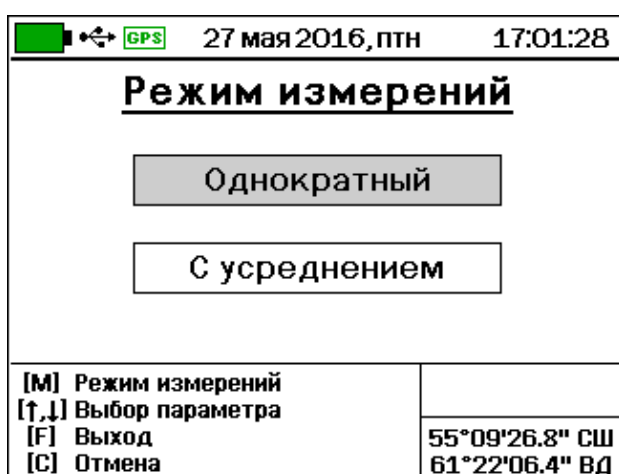 GPS 27 мая 2016, птн 17:01:28
Режим измерений
Однократный
С усреднением
[M] Режим измерений
[↑,↓] Выбор параметра
[F] Выход
[C] Отмена
55°09'26.8" СШ
61°22'06.4" ВД